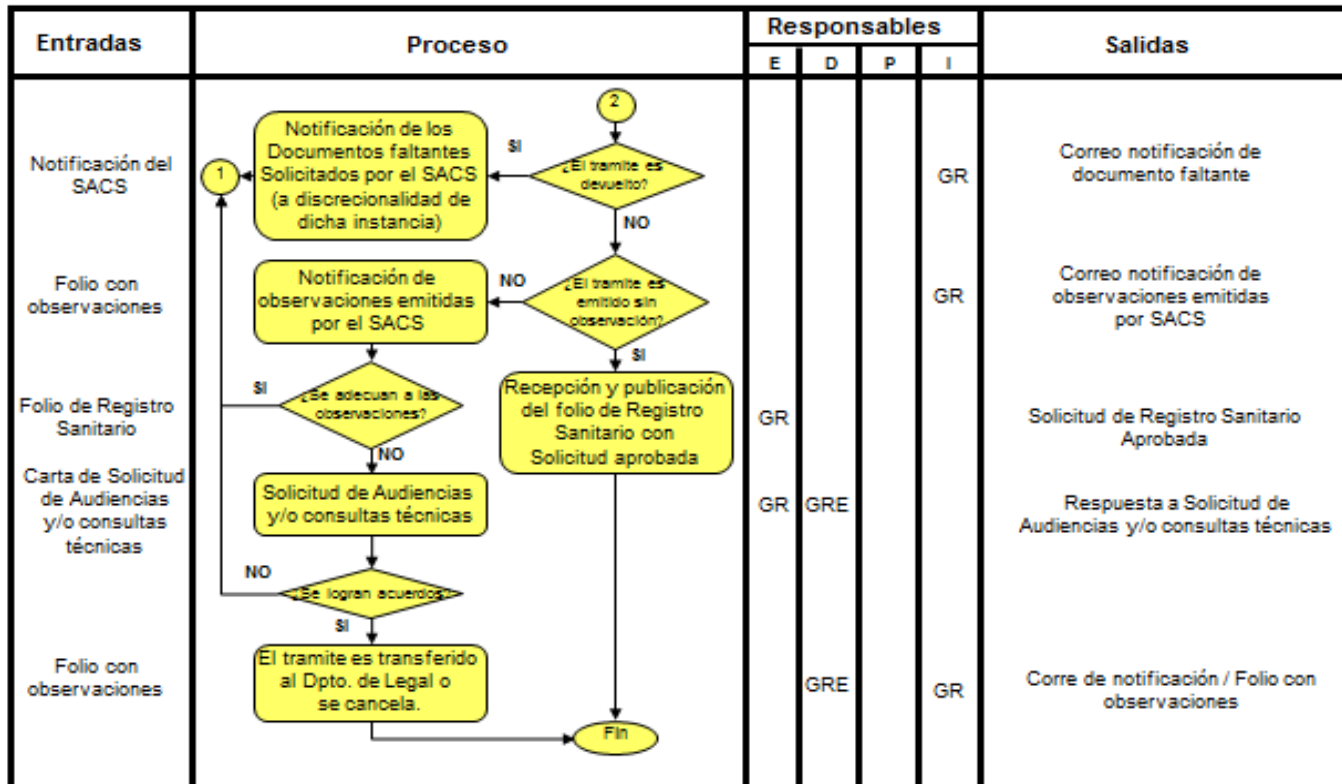 Entradas
Proceso
Responsables
Salidas
E
D
P
I
2
Notificación del
SACS
1
Notificación de los
Documentos faltantes
Solicitados por el SACS
(a discrecionalidad de
dicha instancia)
SI
¿El tramite es
devuelto?
GR
Correo notificación de
documento faltante
NO
Folio con
observaciones
Notificación de
observaciones emitidas
por el SACS
NO
¿El tramite es
emitido sin
observación?
GR
Correo notificación de
observaciones emitidas
por SACS
SI
SI
¿Se adecuan a las
observaciones?
Folio de Registro
Sanitario
Recepción y publicación
del folio de Registro
Sanitario con
Solicitud aprobada
GR
Solicitud de Registro Sanitario
Aprobada
NO
Carta de Solicitud
de Audiencias
y/o consultas
técnicas
Solicitud de Audiencias
y/o consultas técnicas
GR
GRE
Respuesta a Solicitud de
Audiencias y/o consultas técnicas
NO
¿Se logran acuerdos?
SI
Folio con
observaciones
El tramite es transferido
al Dpto. de Legal o
se cancela.
GRE
GR
Corre de notificación / Folio con
observaciones
Fin